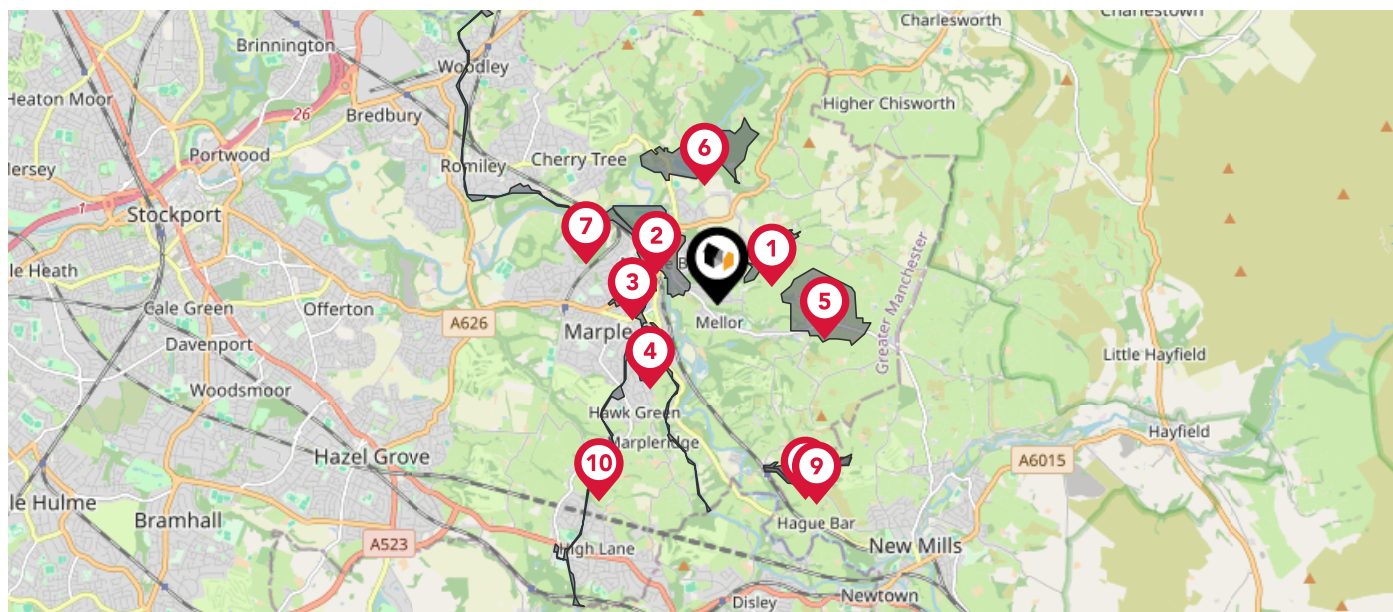 Charlesworth
Charlestown
Brinnington
Woodley
Heaton Moor
26
Bredbury
Higher Chisworth
Portwood
Romiley
Cherry Tree
6
ersey
1
Stockport
7
2
1
le Heath
3
5
Cale Green
Offerton
A626
Mellor
Marple
Greater Manchester
Davenport
4
Little Hayfield
Woodsmoor
Hawk Green
Marpleridge
Hayfield
Hazel Grove
10
9
A6015
le Hulme
Bramhall
Hague Bar
A523
High Lane
New Mills
Disley
Newtown